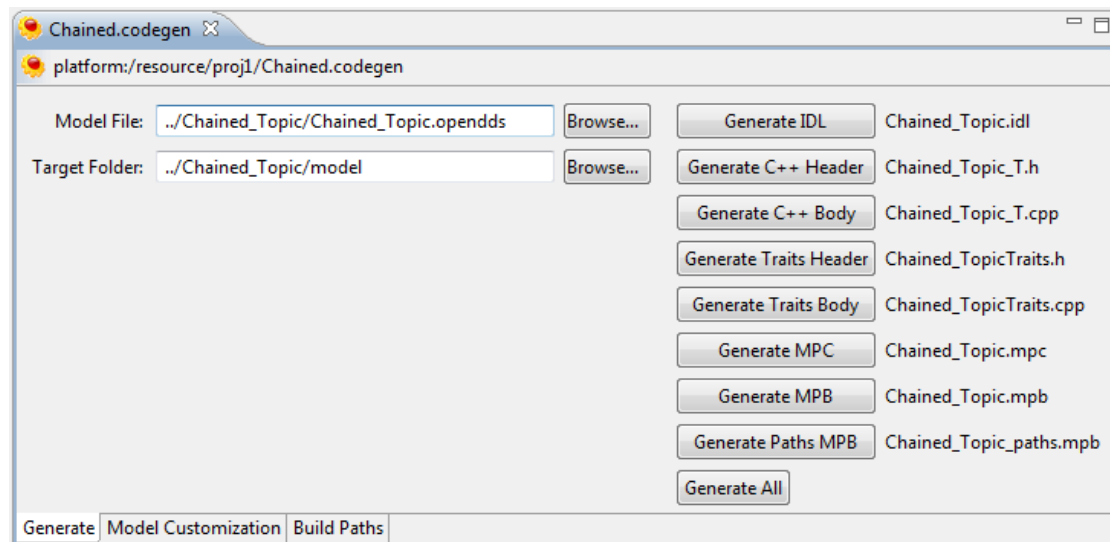 Chained.codegen
platform:/resource/proj1/Chained.codegen
Model File: ../Chained_Topic/Chained_Topic.opendds Browse... Generate IDL Chained_Topic.idl
Target Folder: ../Chained_Topic/model Browse... Generate C++ Header Chained_Topic_T.h
Generate C++ Body Chained_Topic_T.cpp
Generate Traits Header Chained_TopicTraits.h
Generate Traits Body Chained_TopicTraits.cpp
Generate MPC Chained_Topic.mpc
Generate MPB Chained_Topic.mpb
Generate Paths MPB Chained_Topic_paths.mpb
Generate All
Generate Model Customization Build Paths